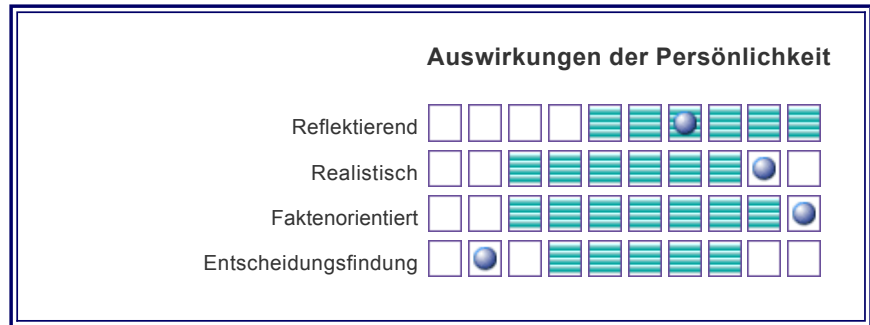 Auswirkungen der Persönlichkeit
Reflektierend
Realistisch
Faktenorientiert
Entscheidungsfindung